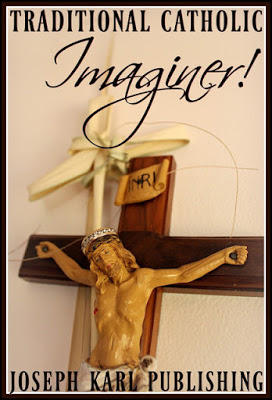 TRADITIONAL CATHOLIC
Imaginer!
INRI
JOSEPH KARL PUBLISHING